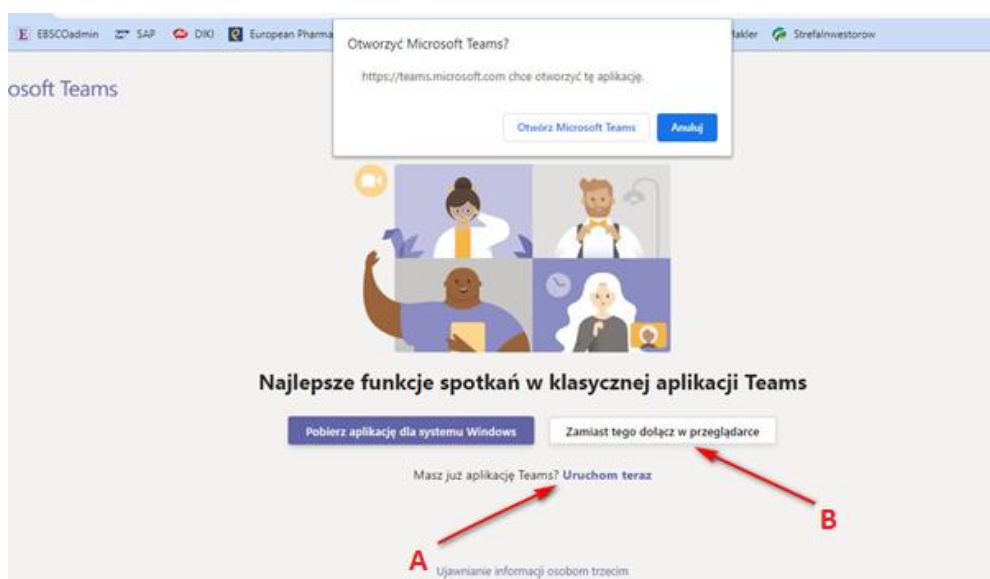 EBSCOadmin SAP DIKI European Pharma
Makler StrefaInwestorow
Otworzyć Microsoft Teams?
https://teams.microsoft.com chce otworzyć tę aplikację.
Otwórz Microsoft Teams Anuluj
osoft Teams
Najlepsze funkcje spotkań w klasycznej aplikacji Teams
Pobierz aplikację dla systemu Windows Zamiast tego dołącz w przeglądarce
Masz już aplikację Teams? Uruchom teraz
B
A
Ujawnianie informacji osobom trzecim